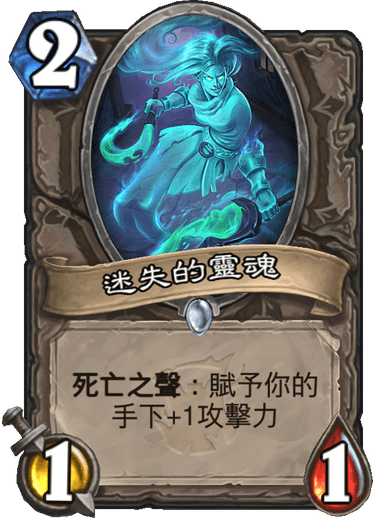 2
迷失的靈魂
死亡之聲：賦予你的
手下+1攻擊力
1
1